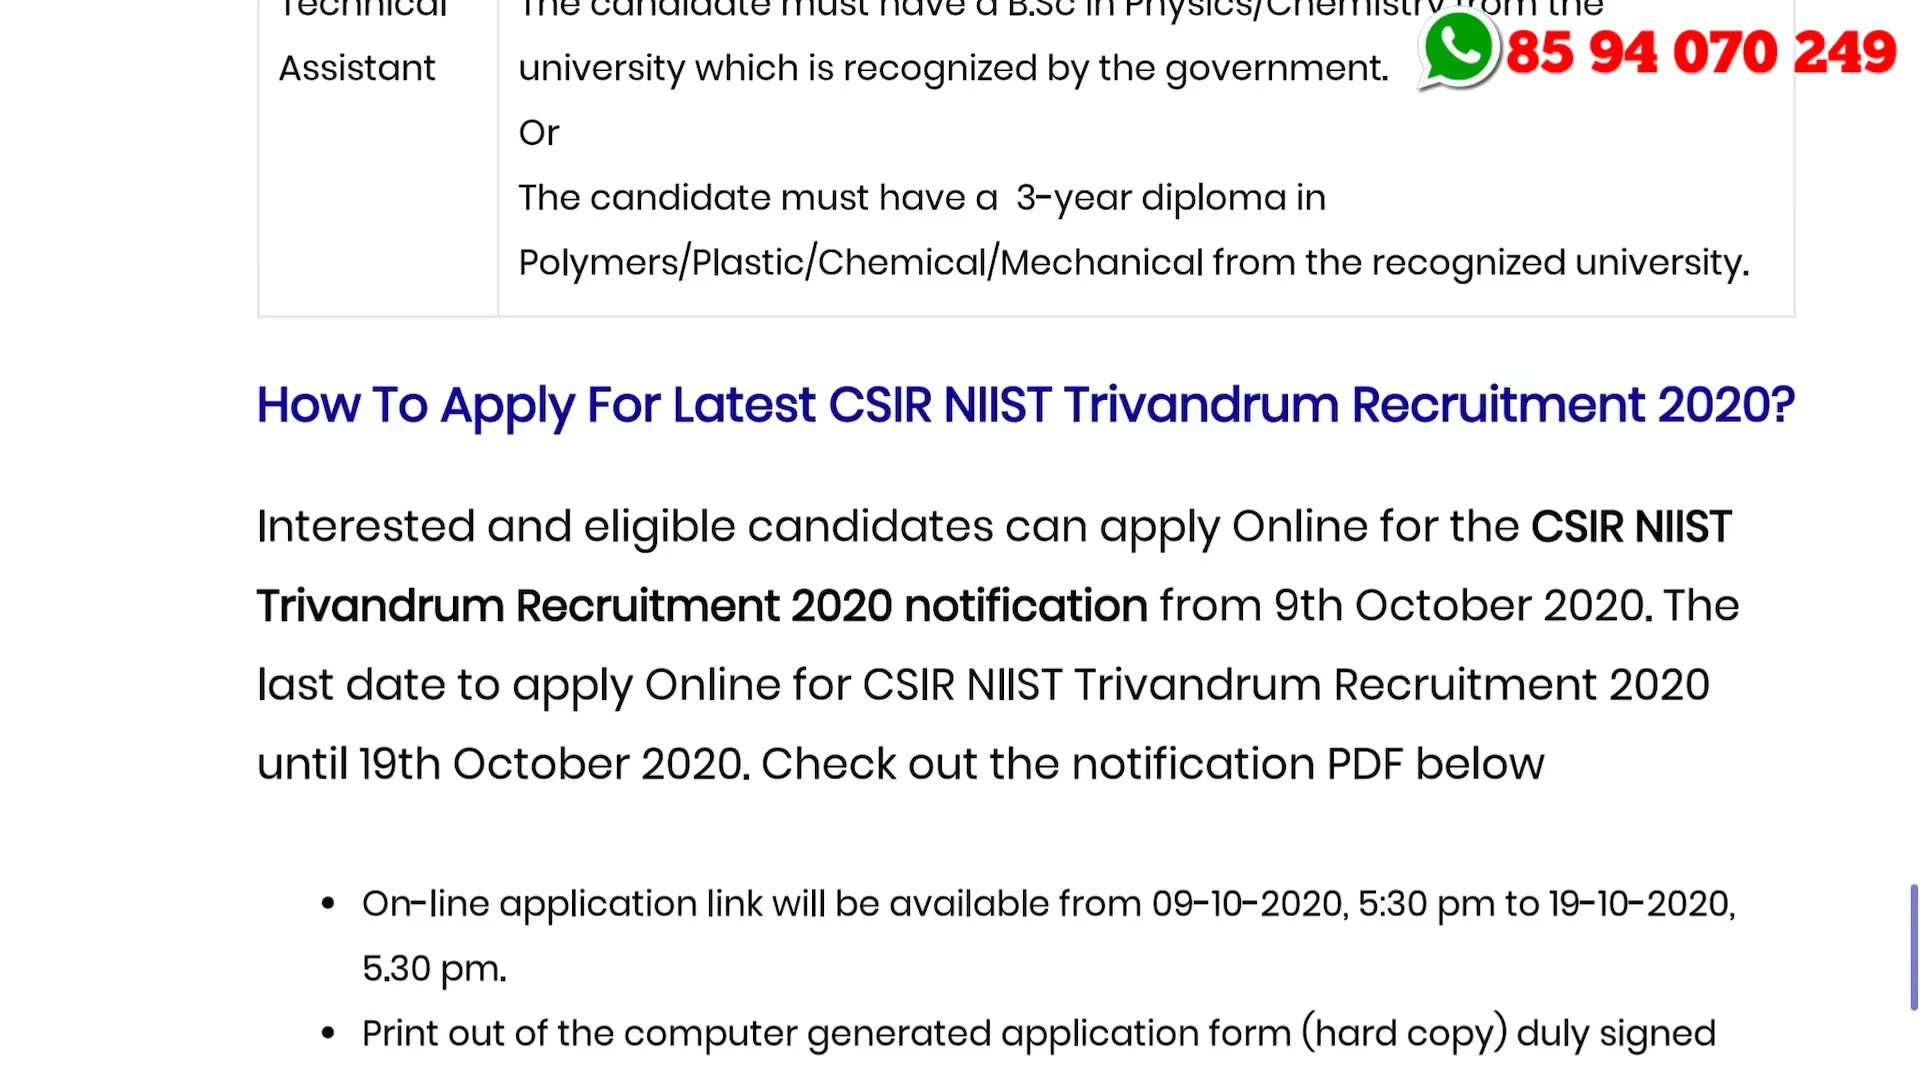 Technical
Assistant
The candidate must have a B.Sc in Physics/Chemistry from the
university which is recognized by the government.
Or
The candidate must have a  3-year diploma in
Polymers/Plastic/Chemical/Mechanical from the recognized university.
85 94 070 249
How To Apply For Latest CSIR NIIST Trivandrum Recruitment 2020?
Interested and eligible candidates can apply Online for the CSIR NIIST
Trivandrum Recruitment 2020 notification from 9th October 2020. The
last date to apply Online for CSIR NIIST Trivandrum Recruitment 2020
until 19th October 2020. Check out the notification PDF below
• On-line application link will be available from 09-10-2020, 5:30 pm to 19-10-2020,
5.30 pm.
• Print out of the computer generated application form (hard copy) duly signed